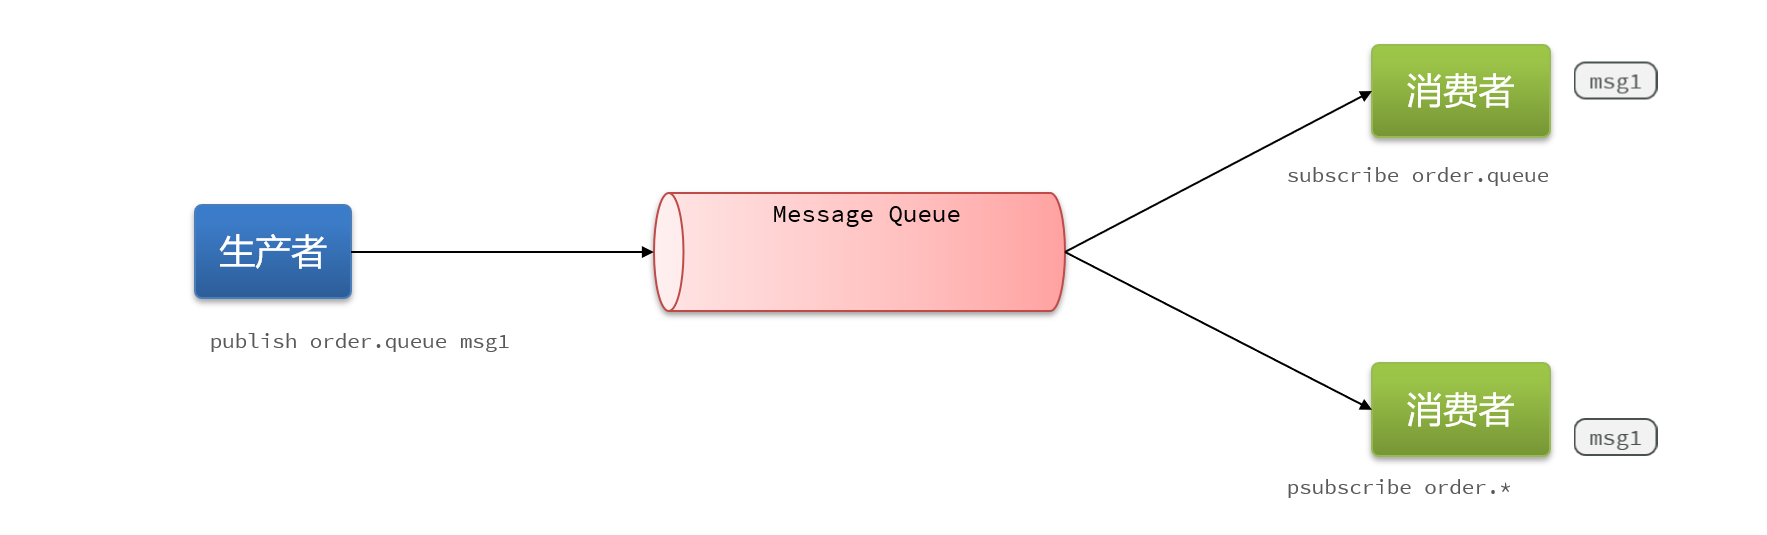 消费者
msg1
subscribe order.queue
Message Queue
生产者
publish order.queue msg1
消费者
msg1
psubscribe order.*